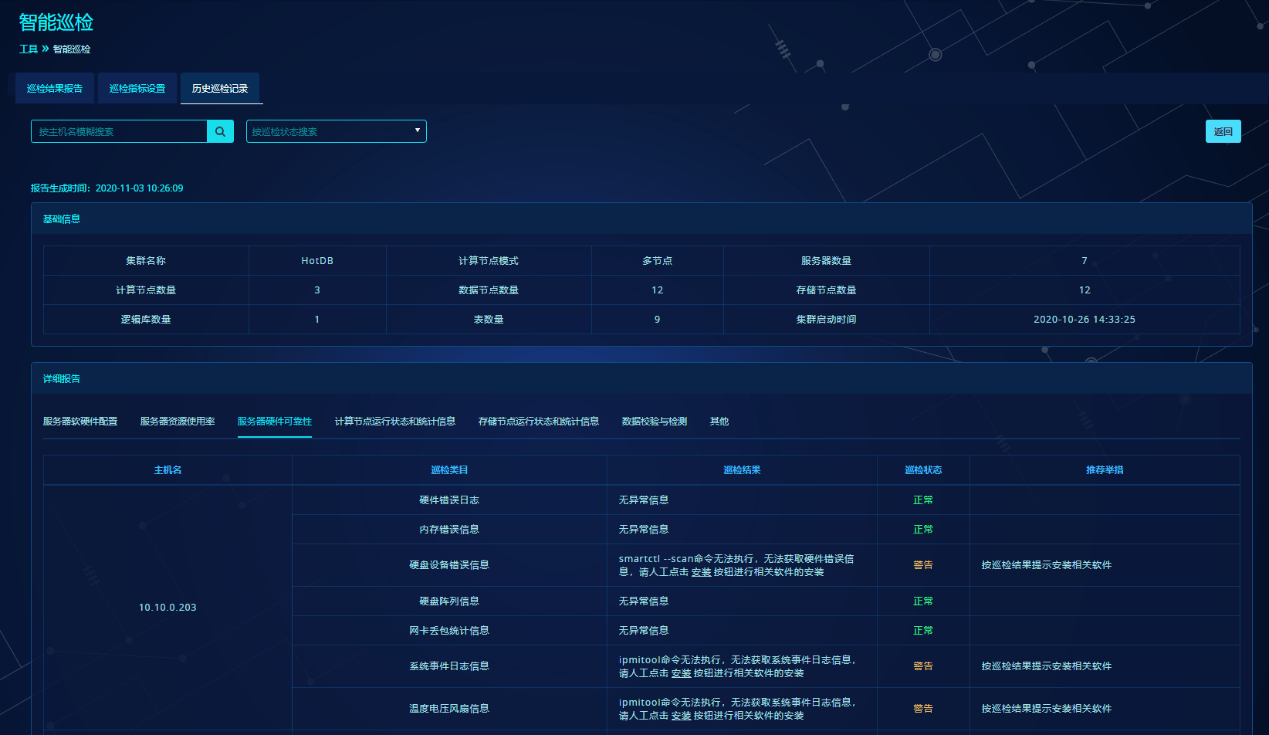 智能巡检
工具 » 智能巡检
巡检结果报告 巡检指标设置 历史巡检记录
按主机名模糊搜索 按巡检状态搜索 返回
报告生成时间：2020-11-03 10:26:09
基础信息
集群名称 HotDB 计算节点模式 多节点 服务器数量 7
计算节点数量 3 数据节点数量 12 存储节点数量 12
逻辑库数量 1 表数量 9 集群启动时间 2020-10-26 14:33:25
详细报告
服务器软硬件配置 服务器资源使用率 服务器硬件可靠性 计算节点运行状态和统计信息 存储节点运行状态和统计信息 数据校验与检测 其他
主机名 巡检类目 巡检结果 巡检状态 推荐举措
硬件错误日志 无异常信息 正常
内存错误信息 无异常信息 正常
硬盘设备错误信息 smartctl --scan命令无法执行，无法获取硬件错误信
息，请人工点击 安装 按钮进行相关软件的安装 警告 按巡检结果提示安装相关软件
硬盘阵列信息 无异常信息 正常
10.10.0.203
网卡丢包统计信息 无异常信息 正常
系统事件日志信息 ipmitool命令无法执行，无法获取系统事件日志信息，
请人工点击 安装 按钮进行相关软件的安装 警告 按巡检结果提示安装相关软件
温度电压风扇信息 ipmitool命令无法执行，无法获取系统事件日志信息，
请人工点击 安装 按钮进行相关软件的安装 警告 按巡检结果提示安装相关软件